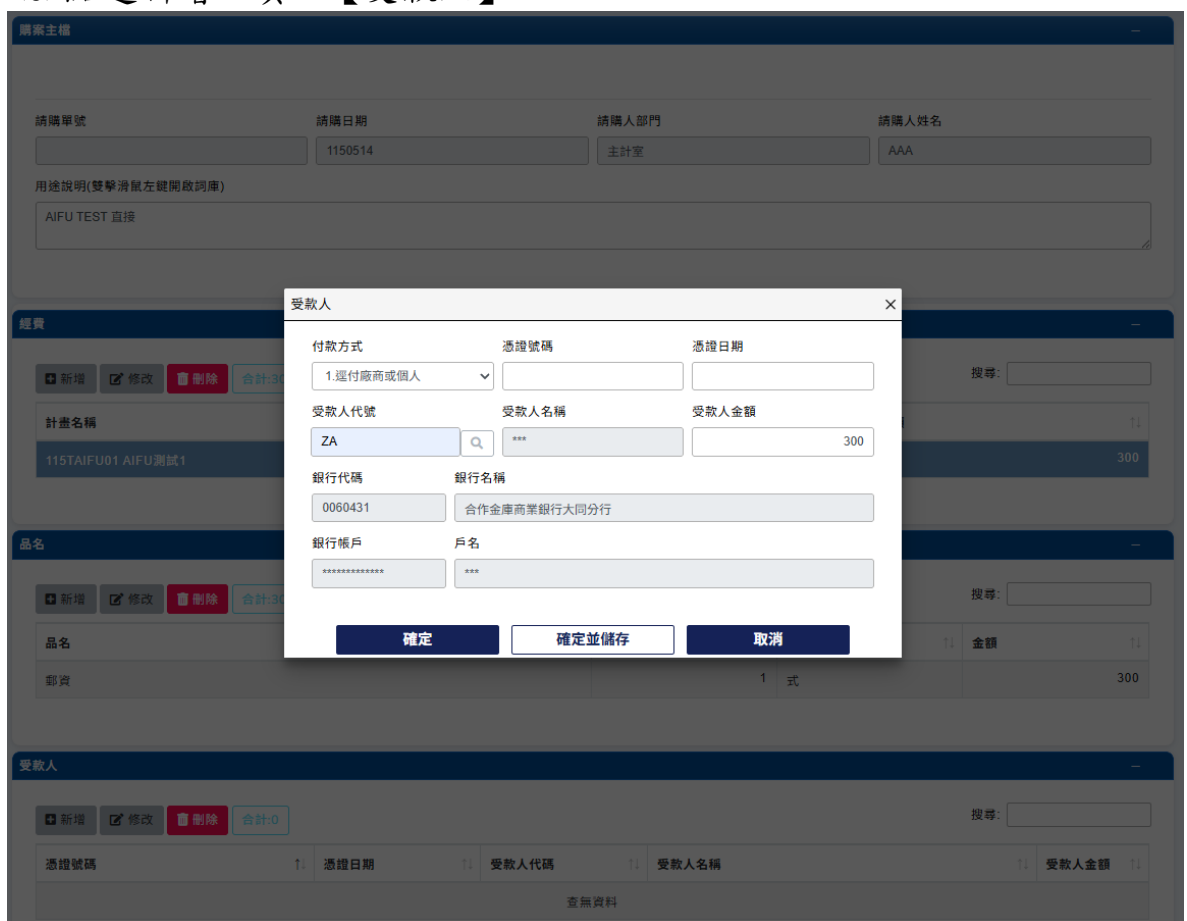 【受款人】
購案主檔
請購單號 請購日期 請購人部門 請購人姓名
1150514 主計室 AAA
用途說明(雙擊滑鼠左鍵開啟詞庫)
AIFU TEST 直接
受款人
付款方式 憑證號碼 憑證日期
1.逕付廠商或個人
受款人代號 受款人名稱 受款人金額
ZA *** 300
銀行代碼 銀行名稱
0060431 合作金庫商業銀行大同分行
銀行帳戶 戶名
************* ***
確定 確定並儲存 取消
經費
新增 修改 刪除 合計:30 搜尋:
計畫名稱
115TAIFU01 AIFU測試1 300
品名
新增 修改 刪除 合計:30 搜尋:
品名 金額
郵資 1 式 300
受款人
新增 修改 刪除 合計:0 搜尋:
憑證號碼 憑證日期 受款人代碼 受款人名稱 受款人金額
查無資料